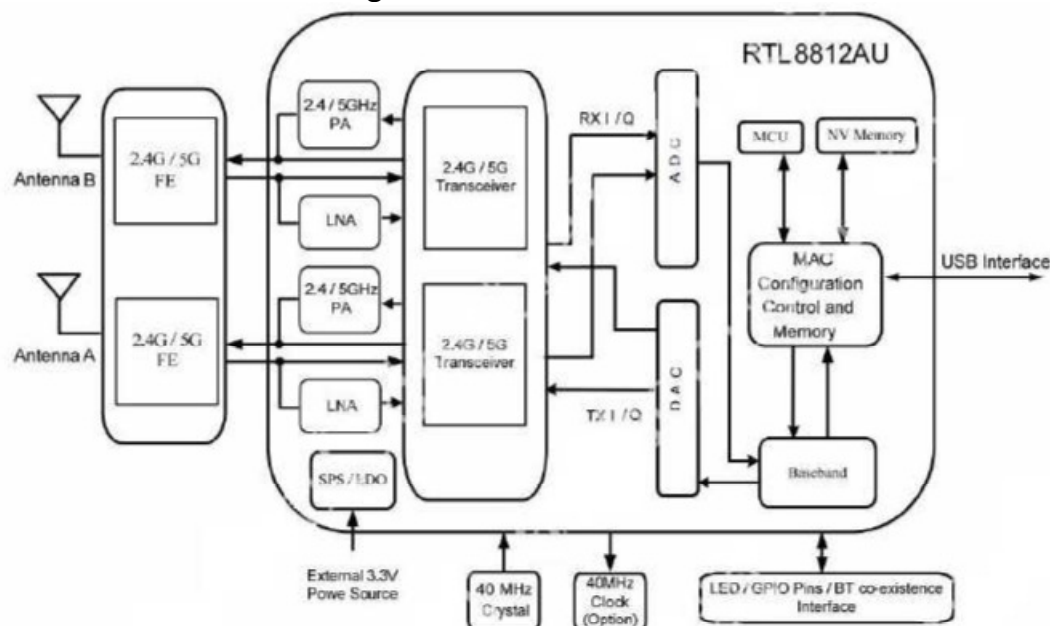 RTL8812AU
2.4 / 5GHz
PA
RX I / Q
ADC
MCU
NV Memory
2.4G / 5G
FE
2.4G / 5G
Transceiver
Antenna B
LNA
MAC
Configuration
Control and
Memory
USB Interface
2.4 / 5GHz
PA
2.4G / 5G
FE
2.4G / 5G
Transceiver
Antenna A
DAC
LNA
TX I / Q
Baseband
SPS / LDO
External 3.3V
Powe Source
40 MHz
Crystal
40MHz
Clock
(Option)
LED / GPIO Pins / BT co-existence
Interface